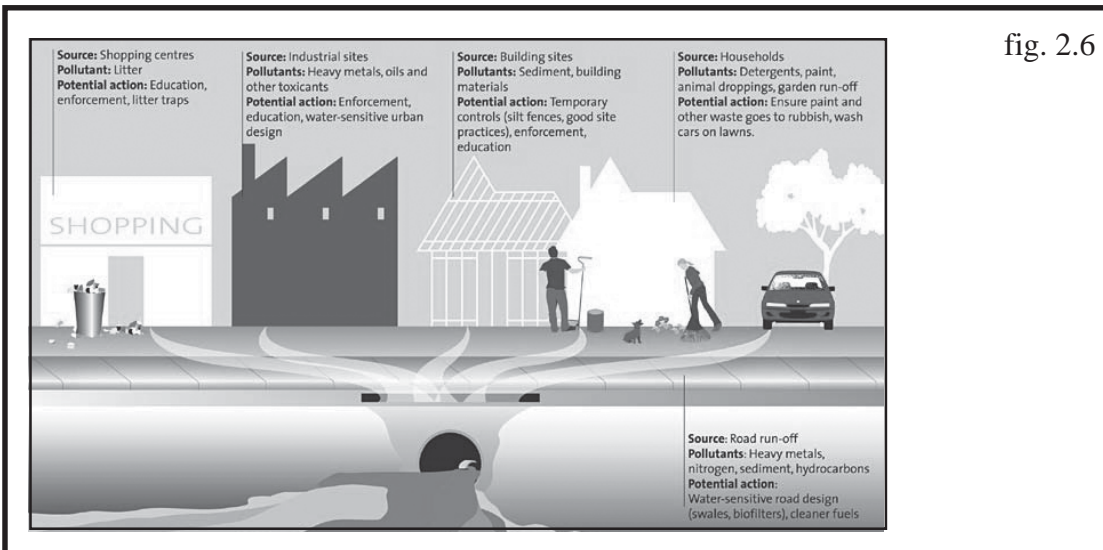 fig. 2.6
Source: Shopping centres
Pollutant: Litter
Potential action: Education,
enforcement, litter traps
Source: Industrial sites
Pollutants: Heavy metals, oils and
other toxicants
Potential action: Enforcement,
education, water-sensitive urban
design
Source: Building sites
Pollutants: Sediment, building
materials
Potential action: Temporary
controls (silt fences, good site
practices), enforcement,
education
Source: Households
Pollutants: Detergents, paint,
animal droppings, garden run-off
Potential action: Ensure paint and
other waste goes to rubbish, wash
cars on lawns.
SHOPPING
Source: Road run-off
Pollutants: Heavy metals,
nitrogen, sediment, hydrocarbons
Potential action:
Water-sensitive road design
(swales, biofilters), cleaner fuels